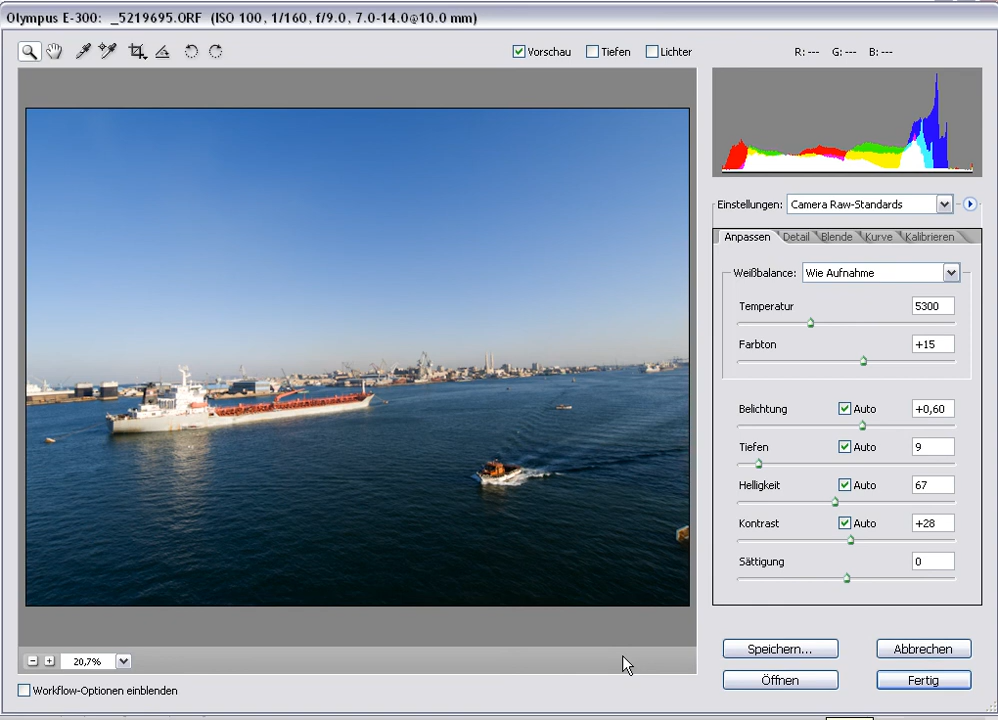 Olympus E-300: _5219695.ORF (ISO 100, 1/160, f/9.0, 7.0-14.0@10.0 mm)
Vorschau Tiefen Lichter R: --- G: --- B: ---
Einstellungen: Camera Raw-Standards
Anpassen Detail Blende Kurve Kalibrieren
Weißbalance: Wie Aufnahme
Temperatur 5300
Farbton +15
Belichtung Auto +0,60
Tiefen Auto 9
Helligkeit Auto 67
Kontrast Auto +28
Sättigung 0
20,7%
Speichern... Abbrechen
Öffnen Fertig
Workflow-Optionen einblenden